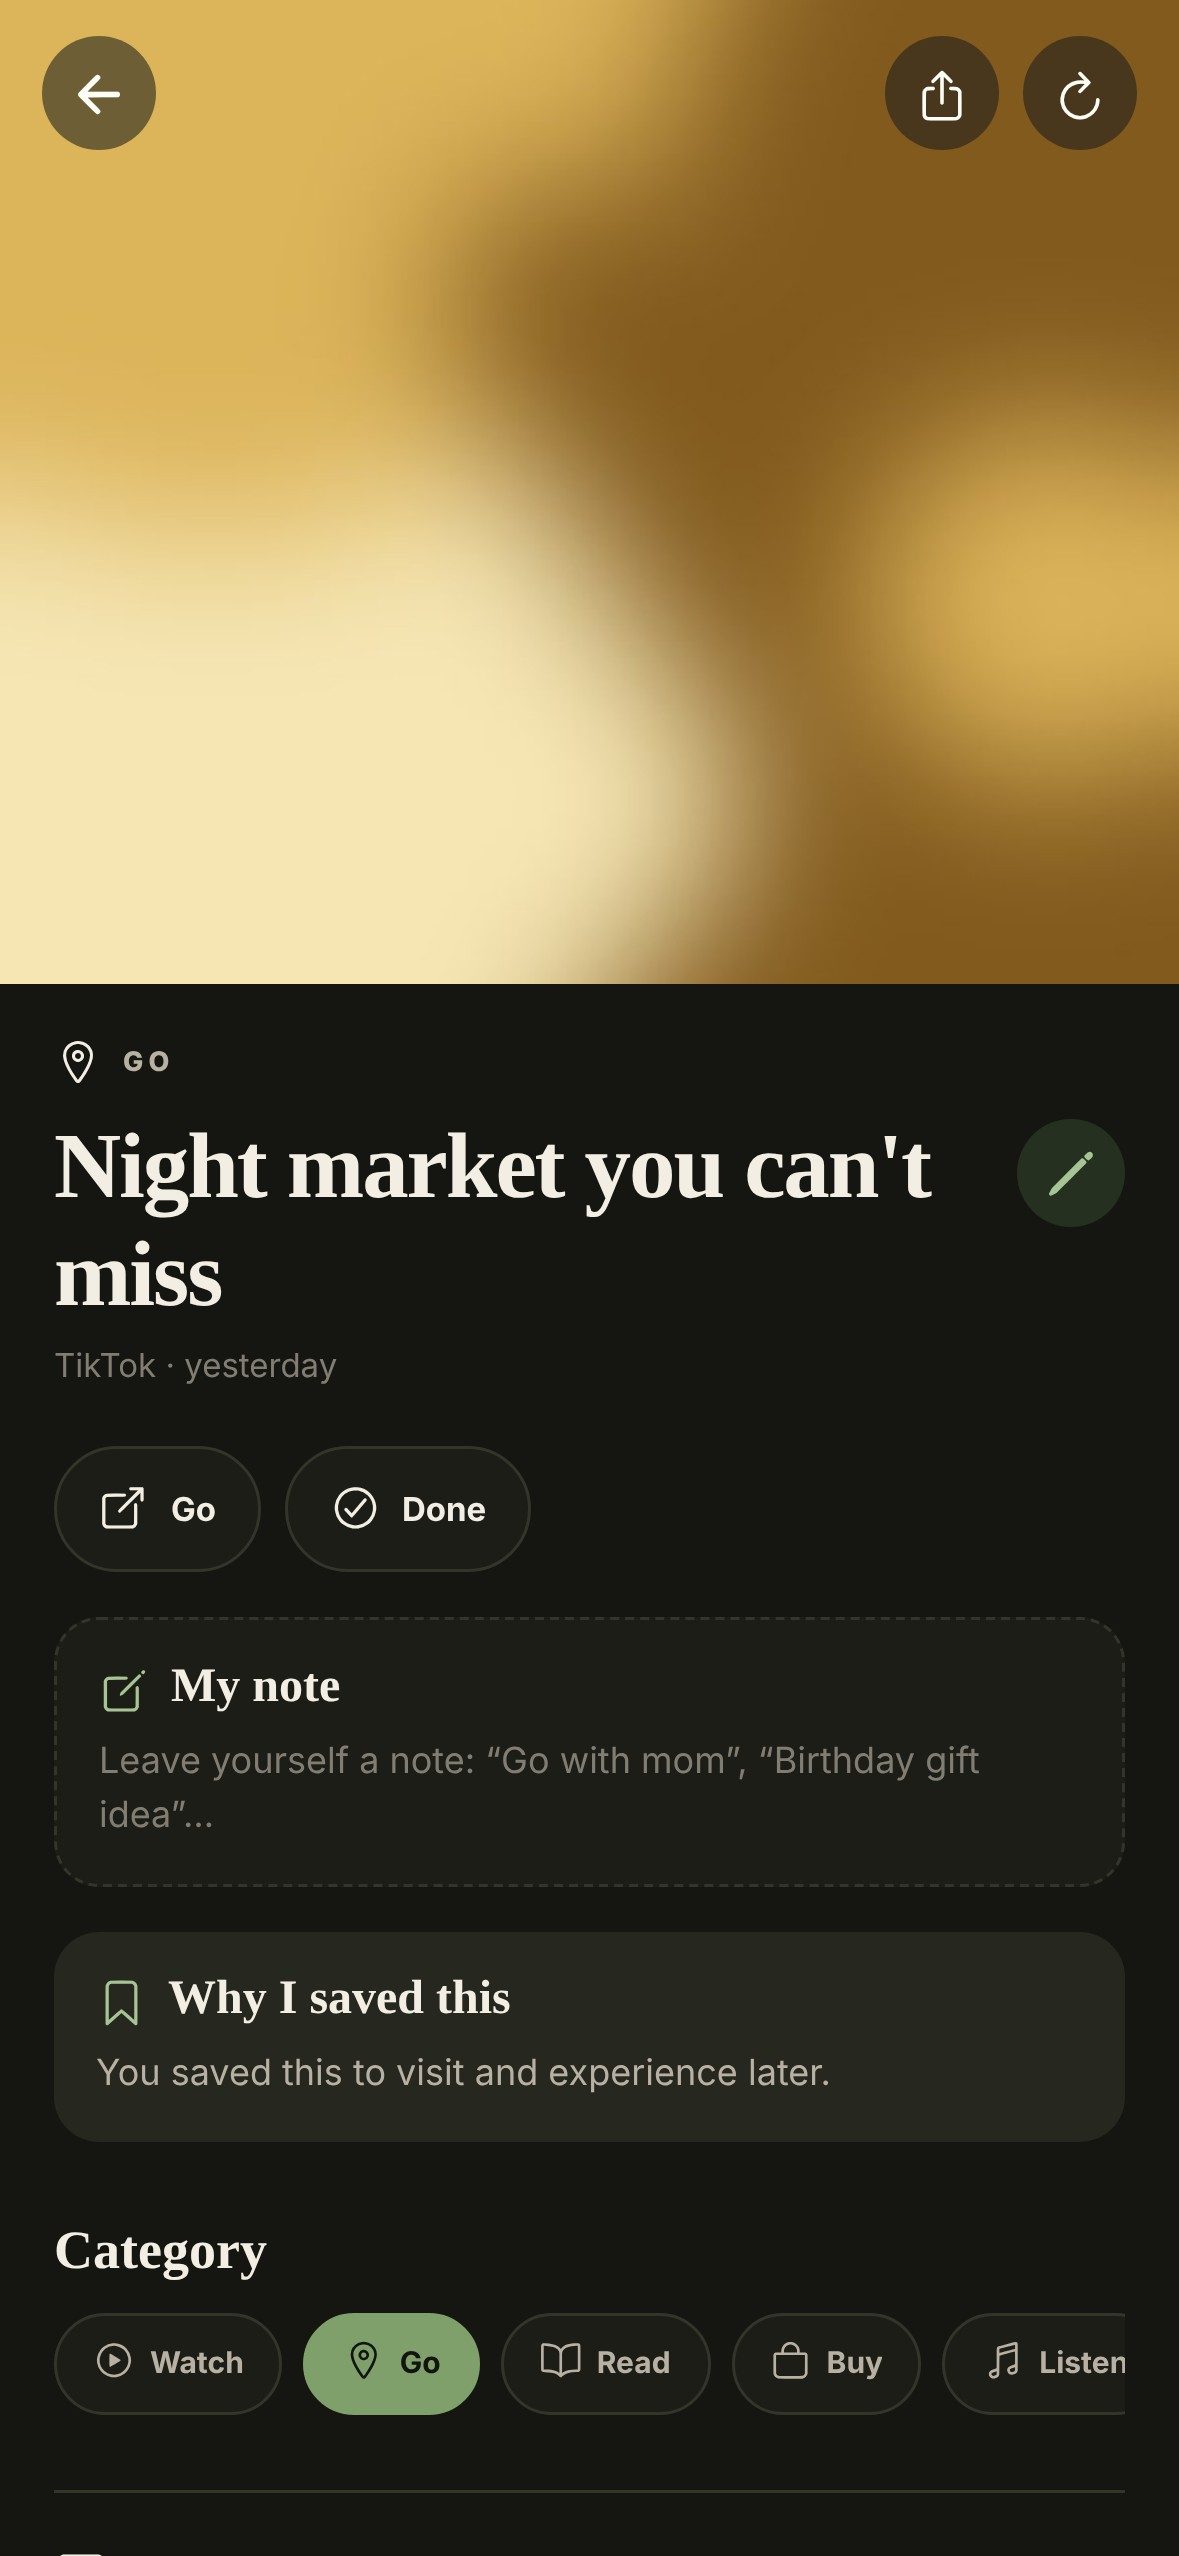 GO
Night market you can't
miss
TikTok · yesterday
Go
Done
My note
Leave yourself a note: “Go with mom”, “Birthday gift
idea”...
Why I saved this
You saved this to visit and experience later.
Category
Watch
Go
Read
Buy
Listen